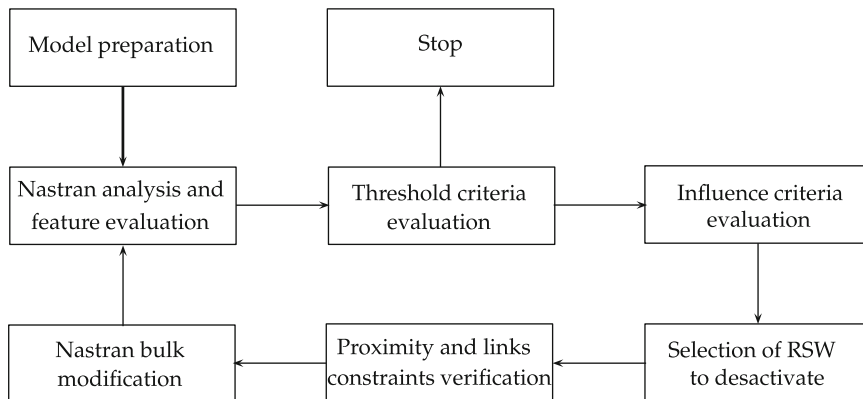 Model preparation
Stop
Nastran analysis and
feature evaluation
Threshold criteria
evaluation
Influence criteria
evaluation
Nastran bulk
modification
Proximity and links
constraints verification
Selection of RSW
to desactivate